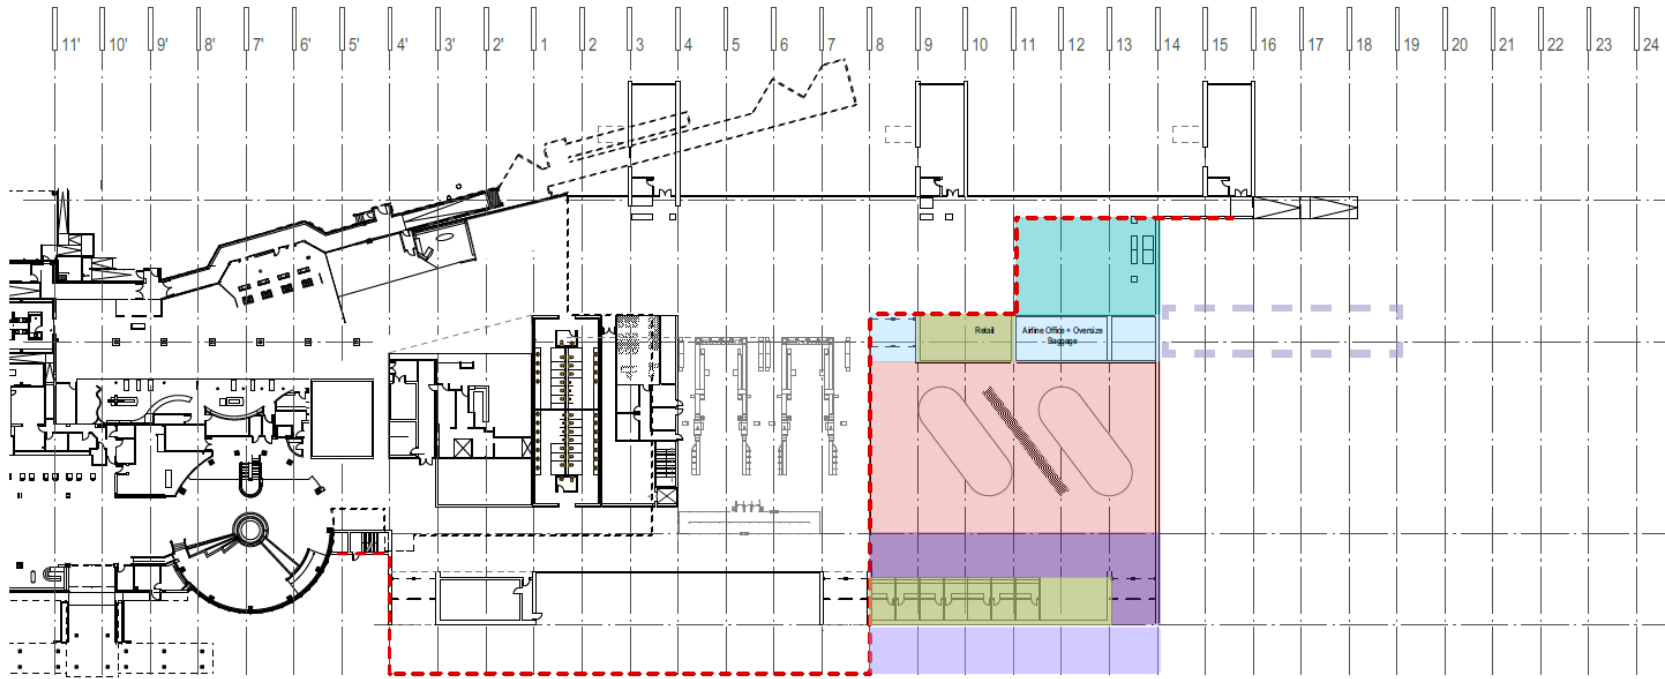 11' 10' 9' 8' 7' 6' 5' 4' 3' 2' 1 2 3 4 5 6 7 8 9 10 11 12 13 14 15 16 17 18 19 20 21 22 23 24
Retail
Airline Office + Oversize
Baggage